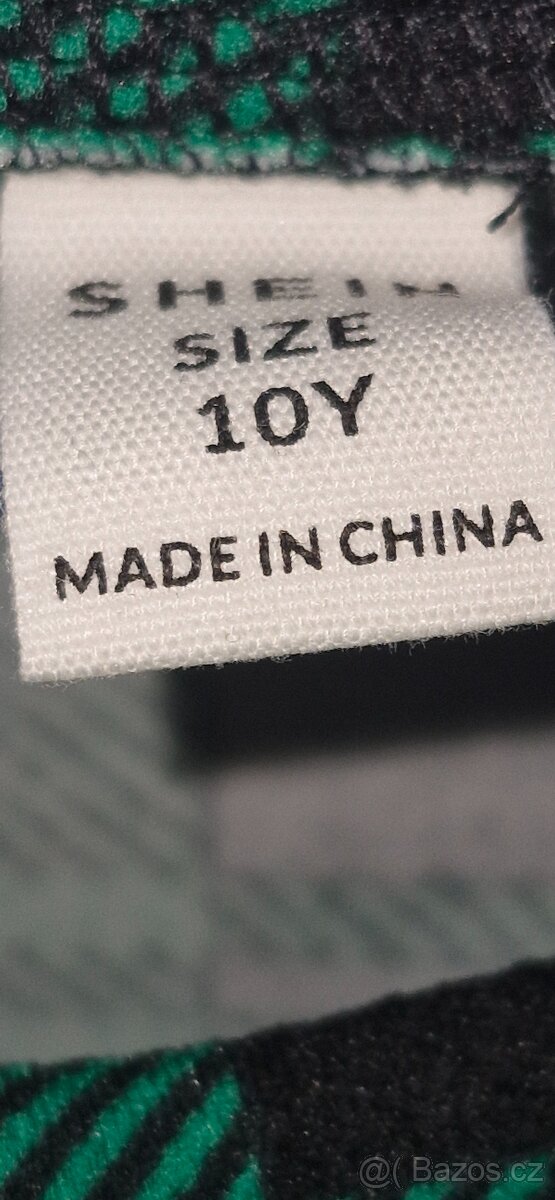 SHEIN
SIZE
10Y
MADE IN CHINA
@( Bazos.cz